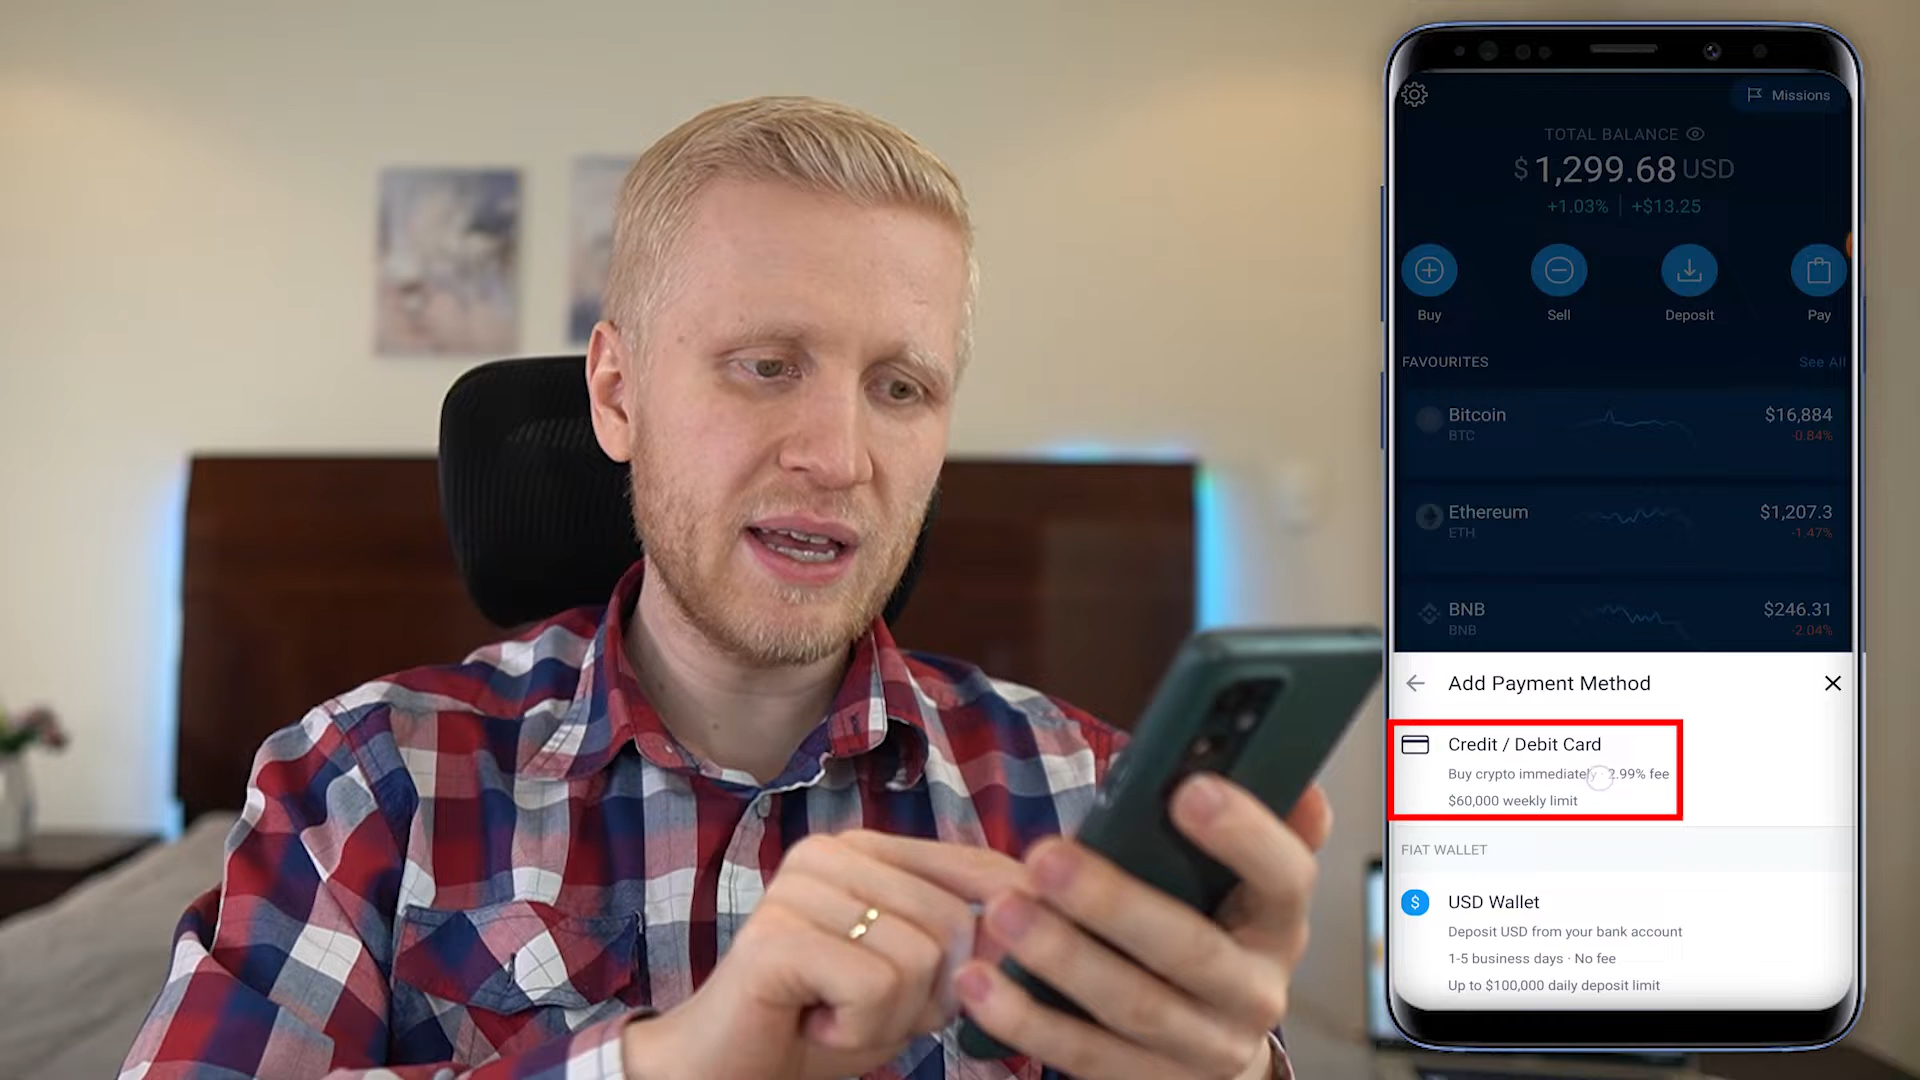 Missions
TOTAL BALANCE
$ 1,299.68 USD
+1.03% +$13.25
Buy Sell Deposit Pay
FAVOURITES See All
Bitcoin $16,884
BTC -0.84%
Ethereum $1,207.3
ETH -1.47%
BNB $246.31
BNB -2.04%
Add Payment Method
Credit / Debit Card
Buy crypto immediately · 2.99% fee
$60,000 weekly limit
FIAT WALLET
$ USD Wallet
Deposit USD from your bank account
1-5 business days · No fee
Up to $100,000 daily deposit limit